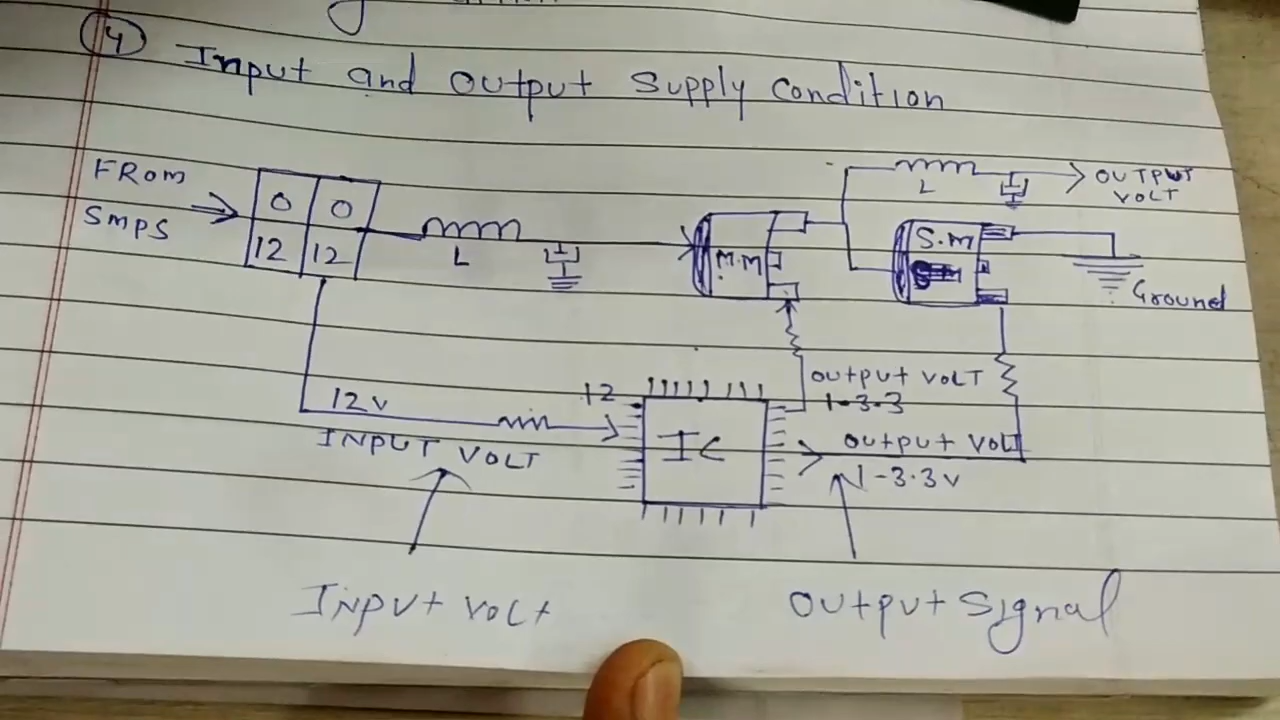 4 Input and output Supply condition
FROM
SMPS
0 0
12 12
L
M.M
L
OUTPUT
VOLT
S.M
Ground
12v
INPUT VOLT
12
IC
output VOLT
1-3.3
output VOLT
1-3.3v
INPUt VOLt
OUtput Signal